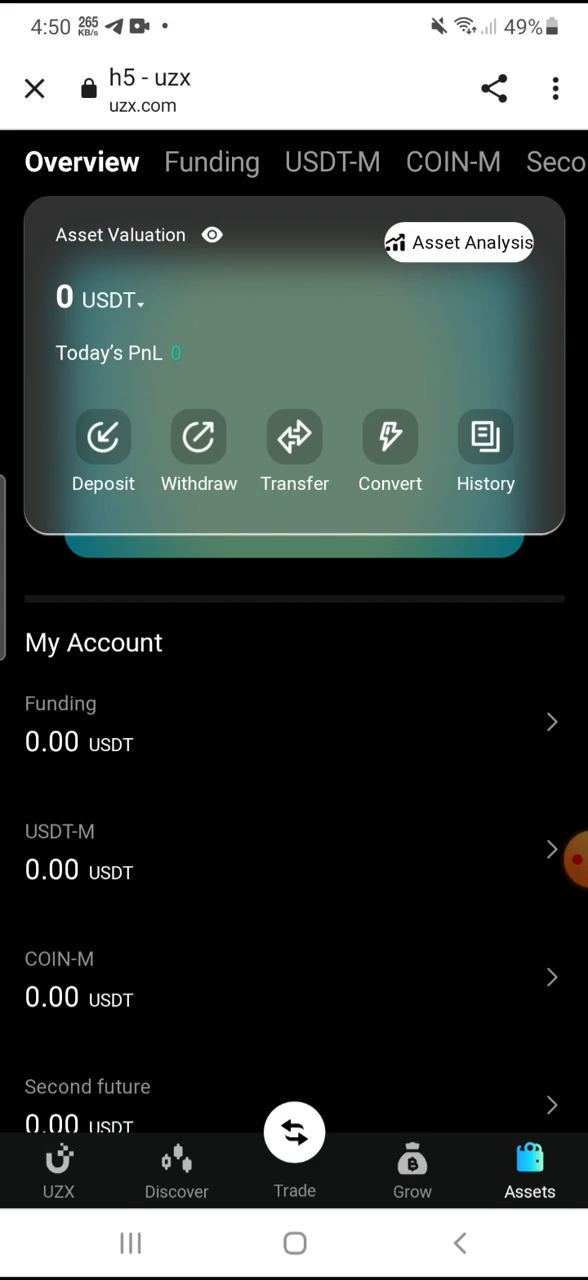 4:50 265 KB/s 49%
h5 - uzx
uzx.com
Overview Funding USDT-M COIN-M Seco
Asset Valuation Asset Analysis
0 USDT
Today's PnL 0
Deposit Withdraw Transfer Convert History
My Account
Funding
0.00 USDT
USDT-M
0.00 USDT
COIN-M
0.00 USDT
Second future
0.00 USDT
UZX Discover Trade Grow Assets